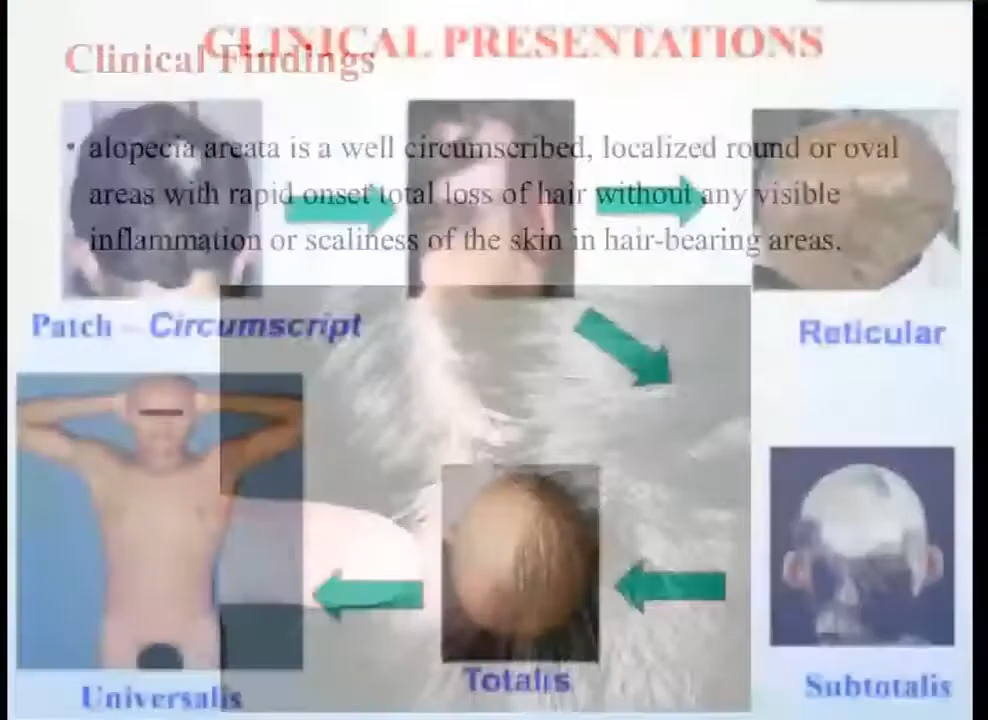 CLINICAL PRESENTATIONS
Clinical Findings
• alopecia areata is a well circumscribed, localized round or oval
areas with rapid onset total loss of hair without any visible
inflammation or scaliness of the skin in hair-bearing areas.
Patch – Circumscript
Reticular
Universalis
Totalis
Subtotalis